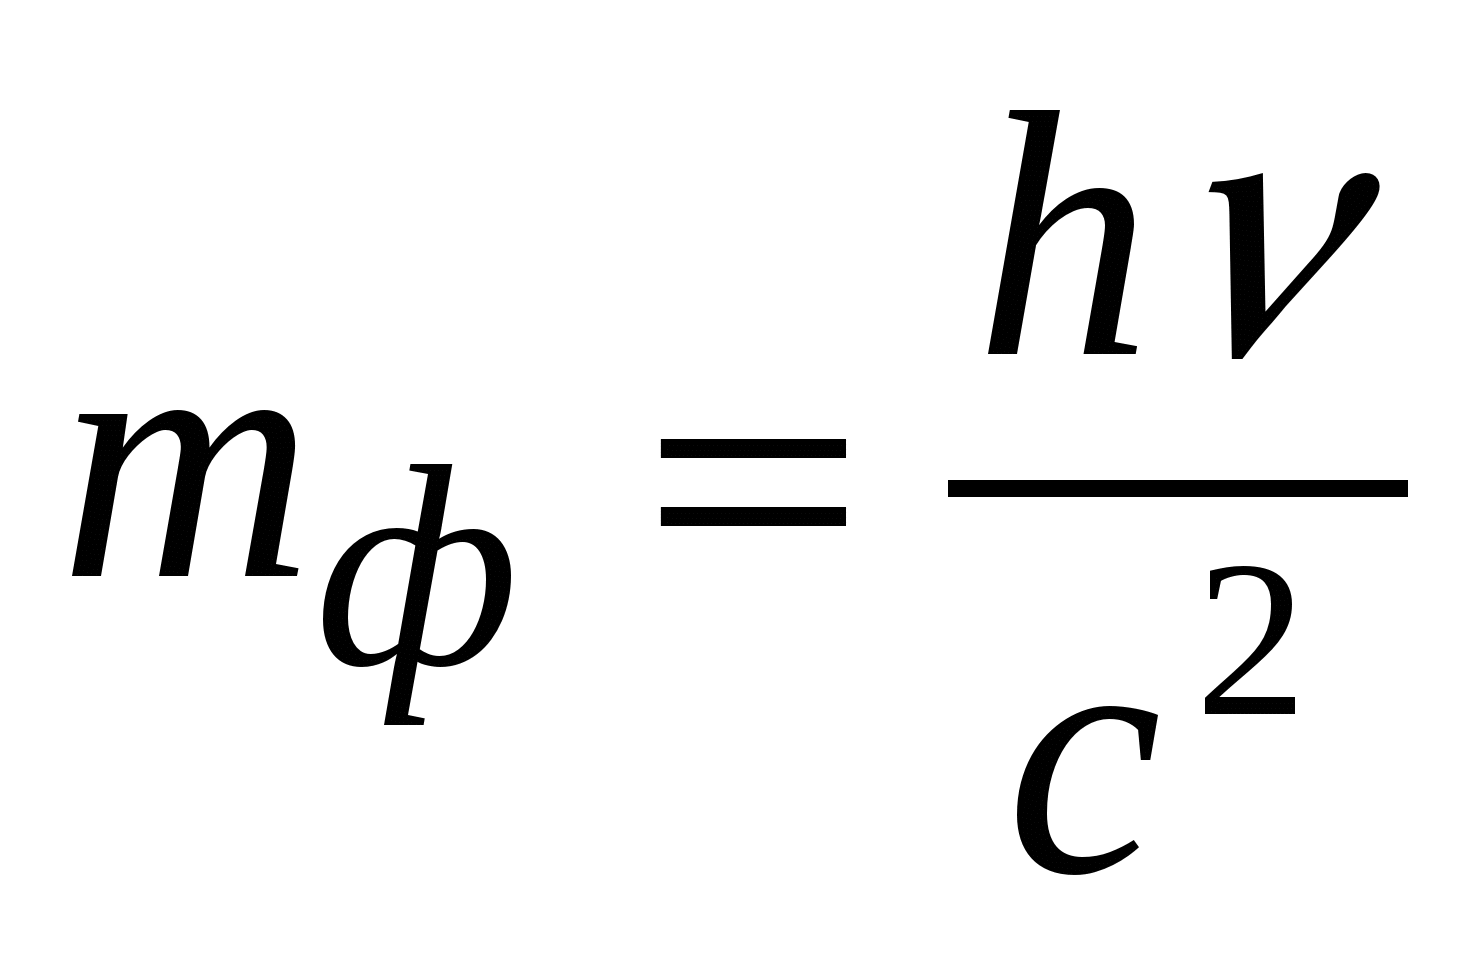 m_ф = hν / c²